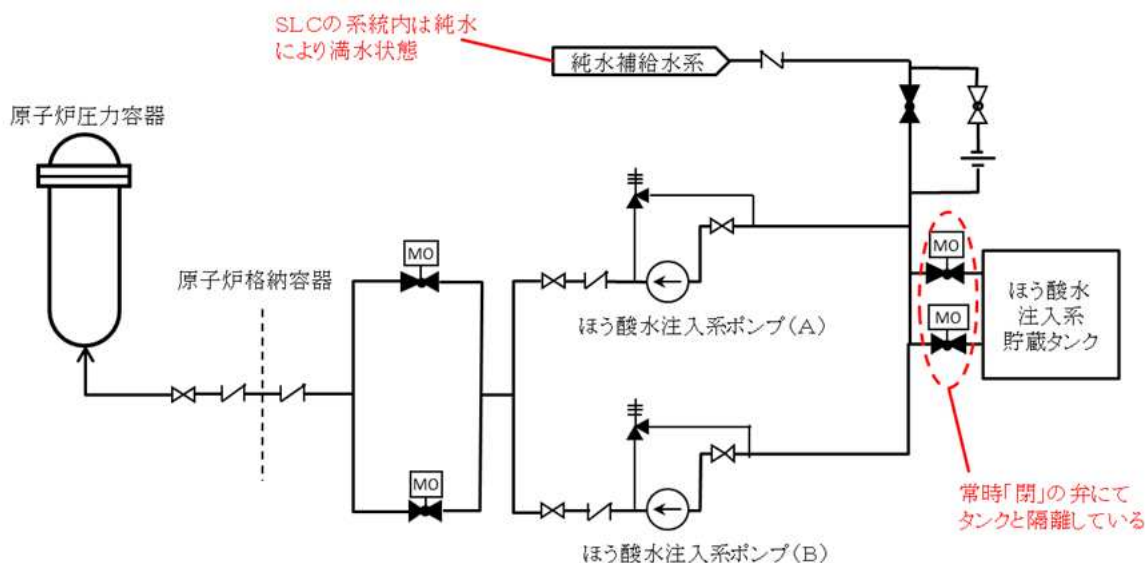 SLCの系統内は純水
により満水状態
純水補給水系
原子炉圧力容器
MO
原子炉格納容器
MO
ほう酸水注入系ポンプ(A)
MO
ほう酸水
注入系
貯蔵タンク
MO
MO
常時「閉」の弁にて
タンクと隔離している
ほう酸水注入系ポンプ(B)